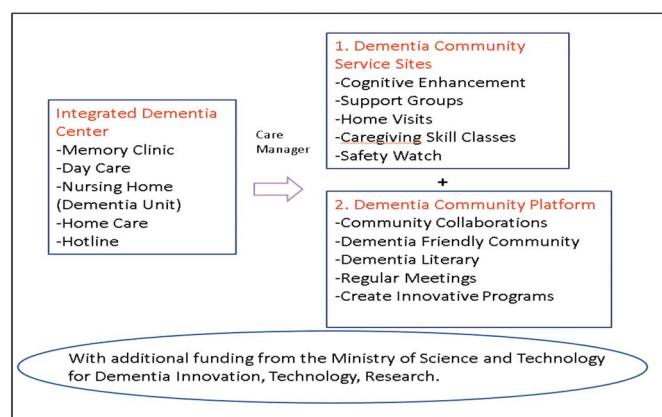 Integrated Dementia
Center
-Memory Clinic
-Day Care
-Nursing Home
(Dementia Unit)
-Home Care
-Hotline
Care
Manager
1. Dementia Community
Service Sites
-Cognitive Enhancement
-Support Groups
-Home Visits
-Caregiving Skill Classes
-Safety Watch
+
2. Dementia Community Platform
-Community Collaborations
-Dementia Friendly Community
-Dementia Literary
-Regular Meetings
-Create Innovative Programs
With additional funding from the Ministry of Science and Technology
for Dementia Innovation, Technology, Research.